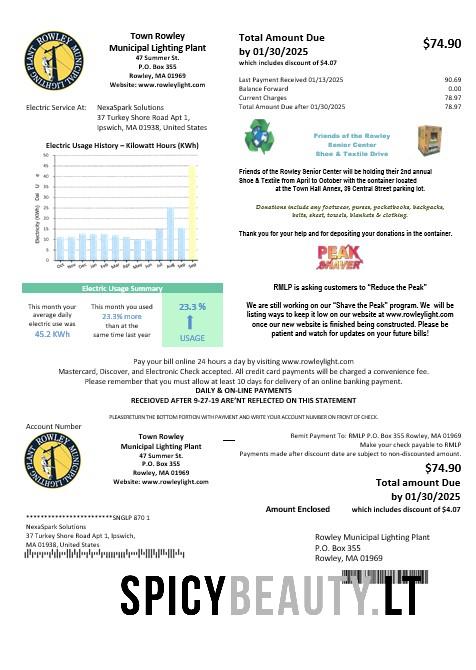 ROWLEY MUNICIPAL LIGHTING PLANT
Town Rowley
Municipal Lighting Plant
47 Summer St.
P.O. Box 355
Rowley, MA 01969
Website: www.rowleylight.com
Total Amount Due
by 01/30/2025
which includes discount of $4.07
$74.90
Last Payment Received 01/13/2025 90.69
Balance Forward 0.00
Current Charges 78.97
Total Amount Due after 01/30/2025 78.97
Electric Service At: NexaSpark Solutions
37 Turkey Shore Road Apt 1,
Ipswich, MA 01938, United States
Electric Usage History – Kilowatt Hours (KWh)
50
45
40
35
30
25
20
15
10
5
0
Oct Nov Dec Jan Feb Mar Apr May Jun Jul Aug Sep
Friends of the Rowley
Senior Center
Shoe & Textile Drive
Friends of the Rowley Senior Center will be holding their 2nd annual
Shoe & Textile from April to October with the container located
at the Town Hall Annes, 39 Central Street parking lot.
Donations include any footwear, purses, pocketbooks, backpacks,
belts, sheet, towels, blankets & clothing.
Thank you for your help and for depositing your donations in the container.
PEAK
SHAVER
RMLP is asking customers to "Reduce the Peak"
We are still working on our "Shave the Peak" program. We will be
listing ways to keep it low on our website at www.rowleylight.com
once our new website is finished being constructed. Please be
patient and watch for updates on your future bills!
Electric Usage Summary
This month your
average daily
electric use was
45.2 KWh
This month you used
23.3% more
than at the
same time last year
23.3 %
USAGE
Pay your bill online 24 hours a day by visiting www.rowleylight.com
Mastercard, Discover, and Electronic Check accepted. All credit card payments will be charged a convenience fee.
Please remember that you must allow at least 10 days for delivery of an online banking payment.
DAILY & ON-LINE PAYMENTS
RECEIOVED AFTER 9-27-19 ARE'NT REFLECTED ON THIS STATEMENT
PLEASERETURN THE BOTTOM PORTION WITH PAYMENT AND WRITE YOUR ACCOUNT NUMBER ON FRONT OF CHECK.
Account Number
ROWLEY MUNICIPAL LIGHTING PLANT
Town Rowley
Municipal Lighting Plant
47 Summer St.
P.O. Box 355
Rowley, MA 01969
Website: www.rowleylight.com
Remit Payment To: RMLP P.O. Box 355 Rowley, MA 01969
Make your check payable to RMLP
Payments made after discount date are subject to non-discounted amount.
$74.90
Total amount Due
by 01/30/2025
Amount Enclosed which includes discount of $4.07
************************SNGLP 870 1
NexaSpark Solutions
37 Turkey Shore Road Apt 1, Ipswich,
MA 01938, United States
Rowley Municipal Lighting Plant
P.O. Box 355
Rowley, MA 01969
SPICYBEAUTY.LT